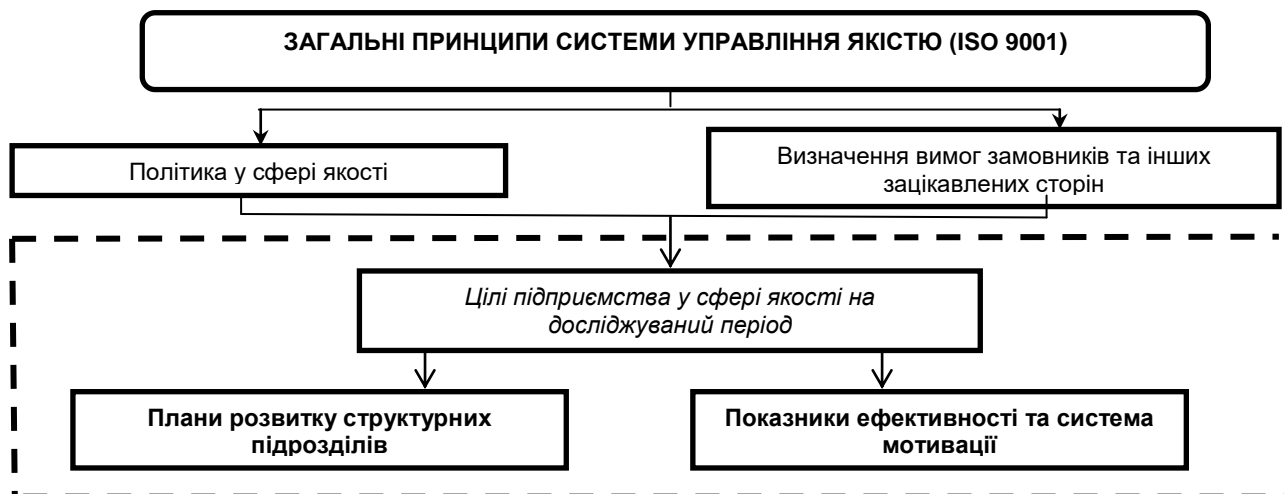 ЗАГАЛЬНІ ПРИНЦИПИ СИСТЕМИ УПРАВЛІННЯ ЯКІСТЮ (ISO 9001)
Політика у сфері якості
Визначення вимог замовників та інших
зацікавлених сторін
Цілі підприємства у сфері якості на
досліджуваний період
Плани розвитку структурних
підрозділів
Показники ефективності та система
мотивації